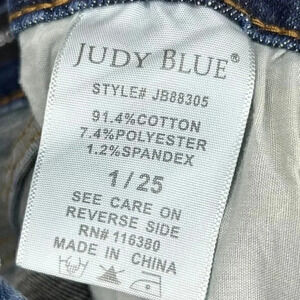 JUDY BLUE®
STYLE# JB88305
91.4%COTTON
7.4%POLYESTER
1.2%SPANDEX
1/25
SEE CARE ON
REVERSE SIDE
RN# 116380
MADE IN CHINA